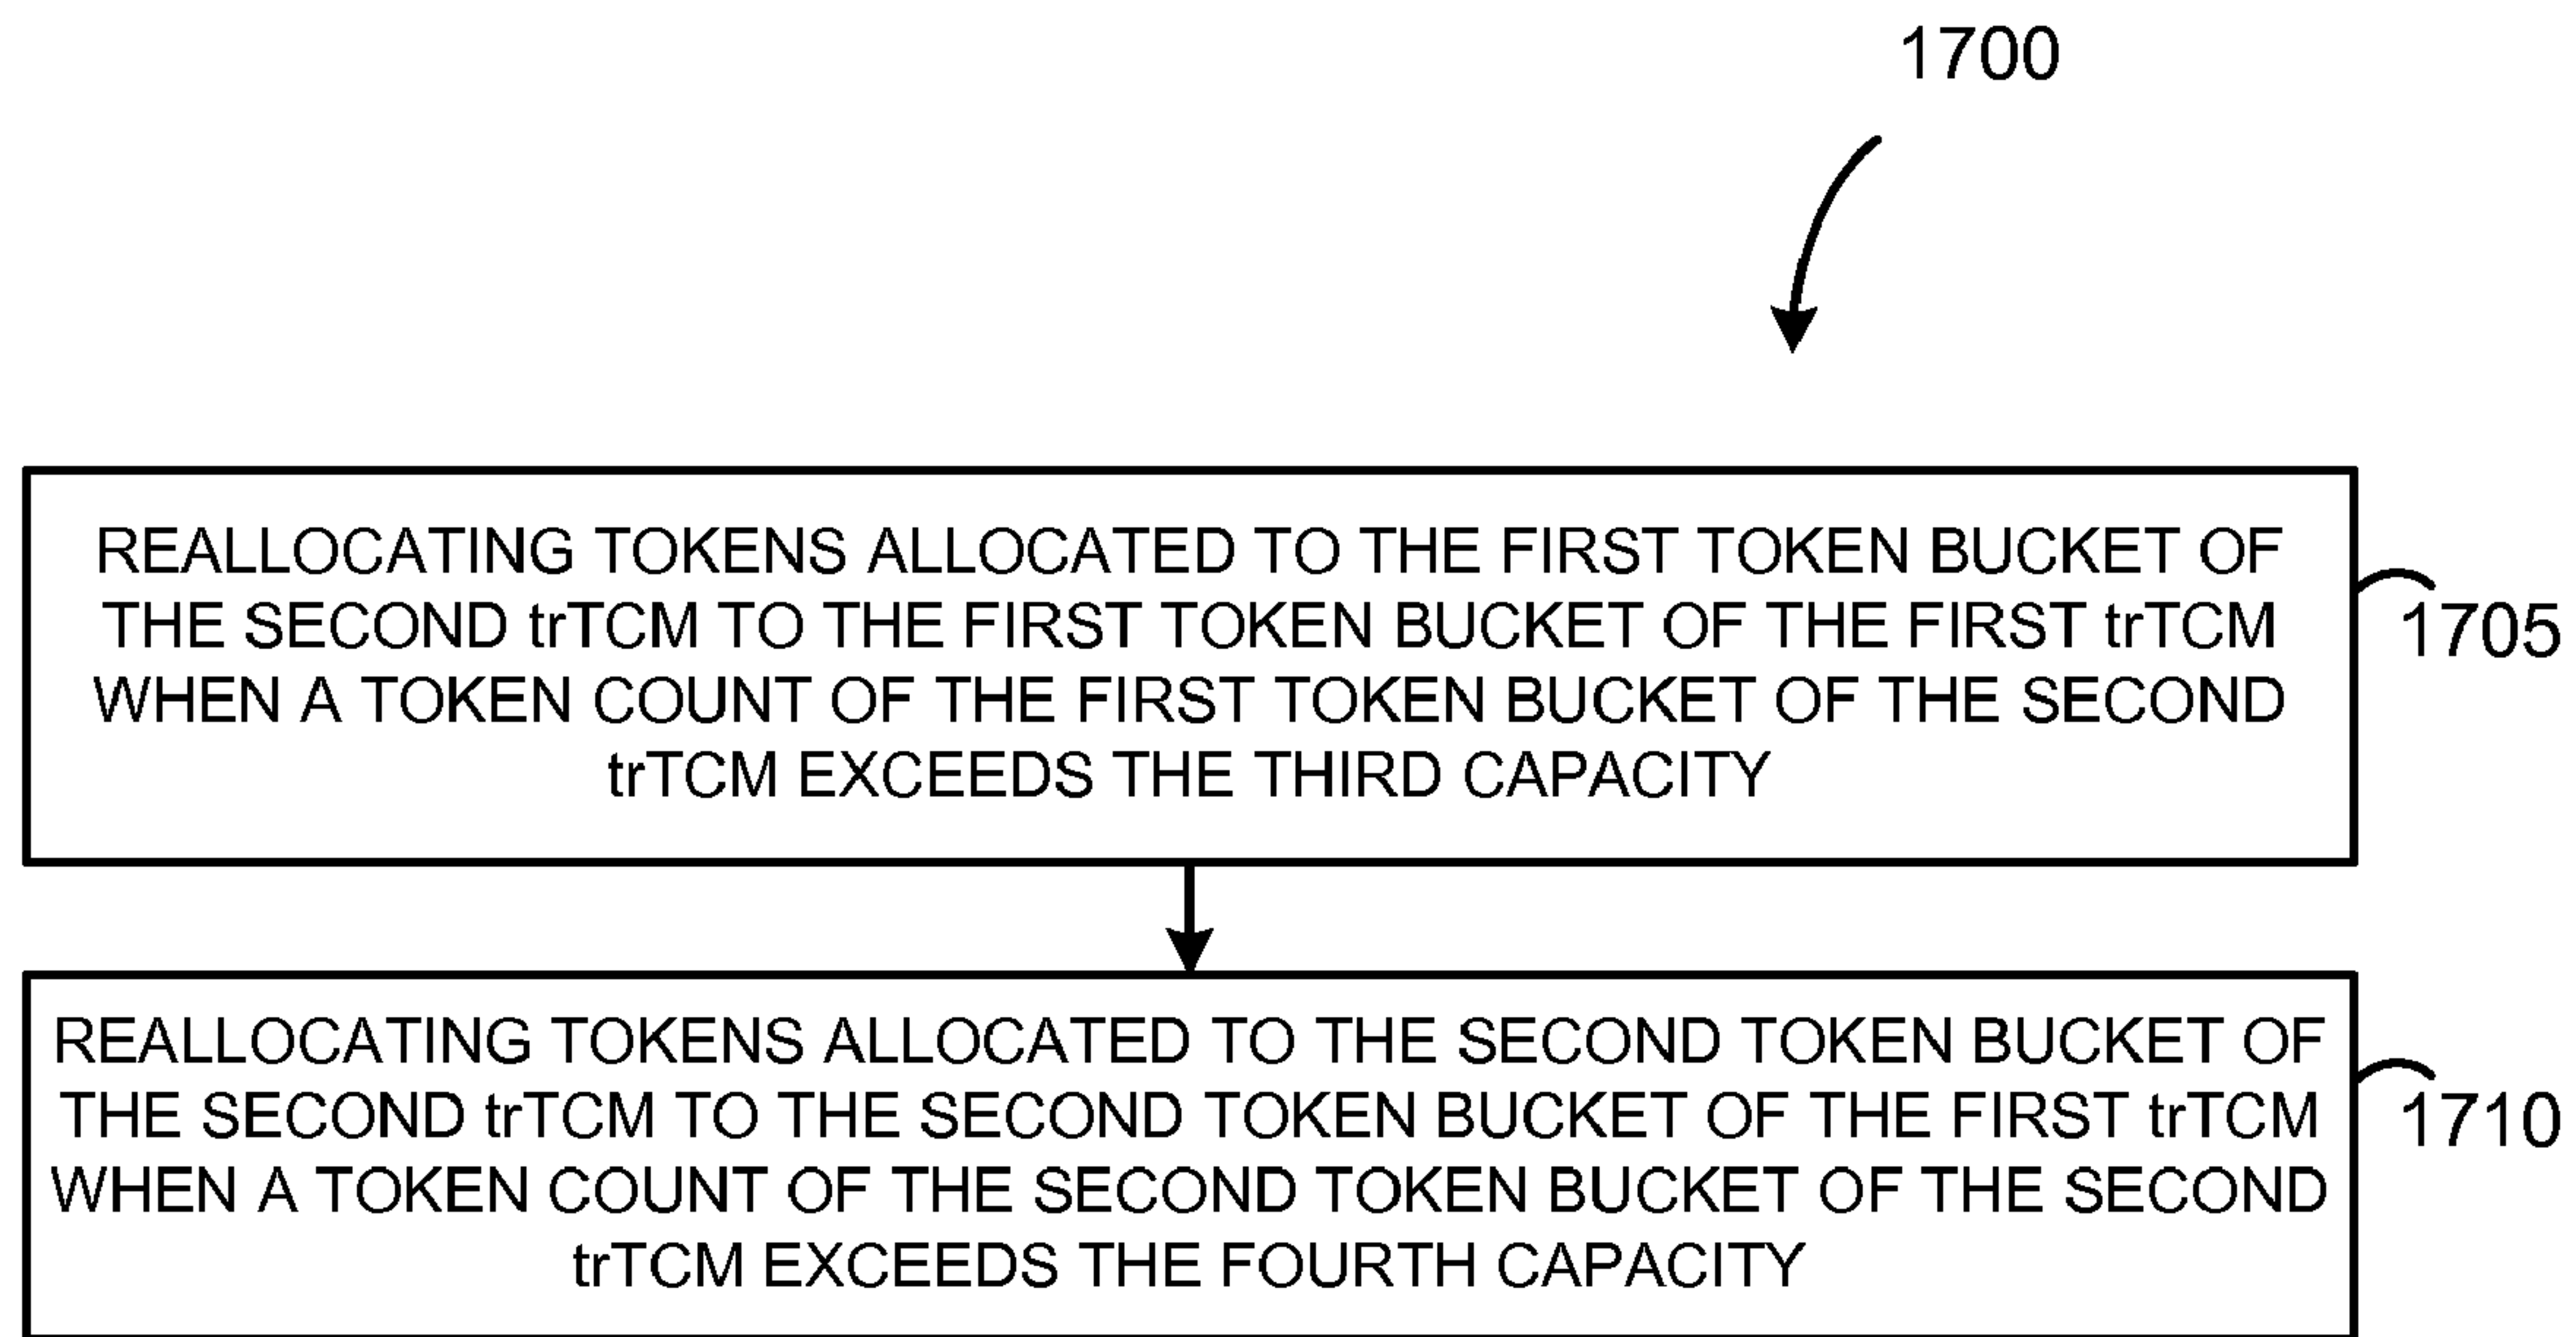 1700
REALLOCATING TOKENS ALLOCATED TO THE FIRST TOKEN BUCKET OF
THE SECOND trTCM TO THE FIRST TOKEN BUCKET OF THE FIRST trTCM
WHEN A TOKEN COUNT OF THE FIRST TOKEN BUCKET OF THE SECOND
trTCM EXCEEDS THE THIRD CAPACITY
1705
REALLOCATING TOKENS ALLOCATED TO THE SECOND TOKEN BUCKET OF
THE SECOND trTCM TO THE SECOND TOKEN BUCKET OF THE FIRST trTCM
WHEN A TOKEN COUNT OF THE SECOND TOKEN BUCKET OF THE SECOND
trTCM EXCEEDS THE FOURTH CAPACITY
1710